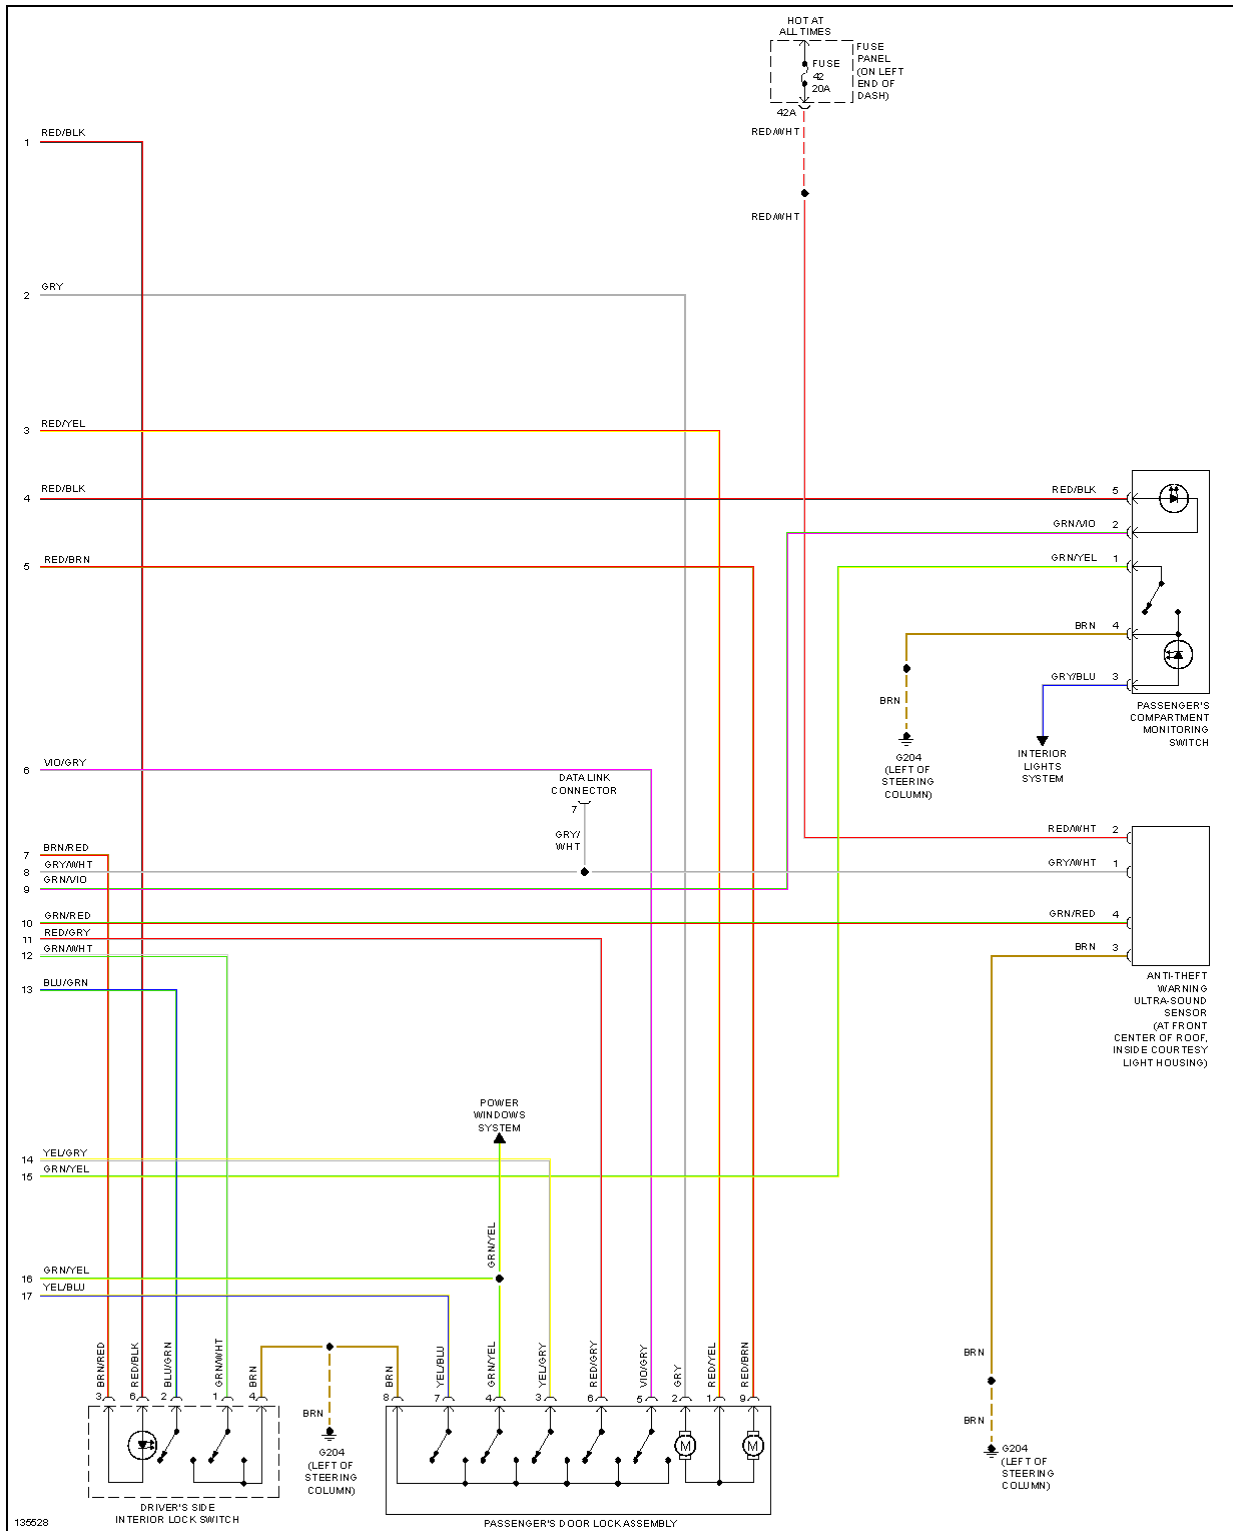 HOT AT
ALL TIMES
FUSE
PANEL
(ON LEFT
END OF
DASH)
FUSE
42
20A
42A
RED/WHT
RED/WHT
1 RED/BLK
2 GRY
3 RED/YEL
4 RED/BLK
RED/BLK 5
GRN/VIO 2
5 RED/BRN
GRN/YEL 1
BRN 4
GRY/BLU 3
BRN
PASSENGER'S
COMPARTMENT
MONITORING
SWITCH
G204
(LEFT OF
STEERING
COLUMN)
INTERIOR
LIGHTS
SYSTEM
6 VIO/GRY
DATA LINK
CONNECTOR
7
GRY/
WHT
RED/WHT 2
7 BRN/RED
8 GRY/WHT
GRY/WHT 1
9 GRN/VIO
10 GRN/RED
GRN/RED 4
11 RED/GRY
12 GRN/WHT
BRN 3
13 BLU/GRN
ANTI-THEFT
WARNING
ULTRA-SOUND
SENSOR
(AT FRONT
CENTER OF ROOF,
INSIDE COURTESY
LIGHT HOUSING)
POWER
WINDOWS
SYSTEM
14 YEL/GRY
15 GRN/YEL
GRN/YEL
16 GRN/YEL
17 YEL/BLU
BRN/RED
RED/BLK
BLU/GRN
GRN/WHT
BRN
BRN
YEL/BLU
GRN/YEL
YEL/GRY
RED/GRY
VIO/GRY
GRY
RED/YEL
RED/BRN
3 6 2 1 4 8 7 4 3 6 5 2 1 9
BRN
G204
(LEFT OF
STEERING
COLUMN)
M M
BRN
BRN
G204
(LEFT OF
STEERING
COLUMN)
DRIVER'S SIDE
INTERIOR LOCK SWITCH
PASSENGER'S DOOR LOCK ASSEMBLY
135528